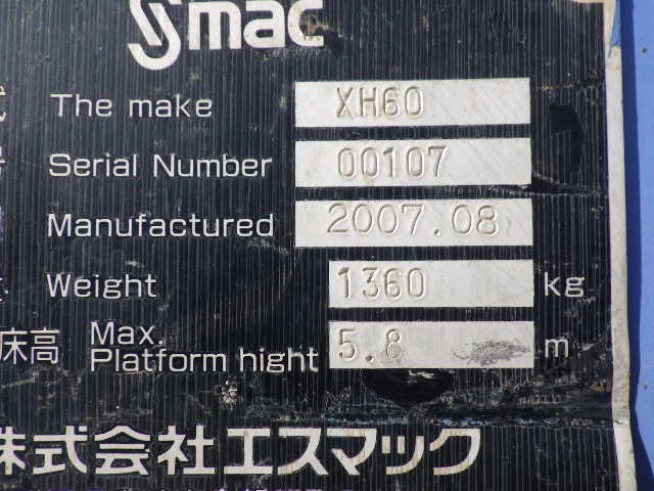 Smac
式 The make XH60
Serial Number 00107
Manufactured 2007.08
Weight 1360 kg
床高 Max. Platform hight 5.8 m
株式会社エスマック